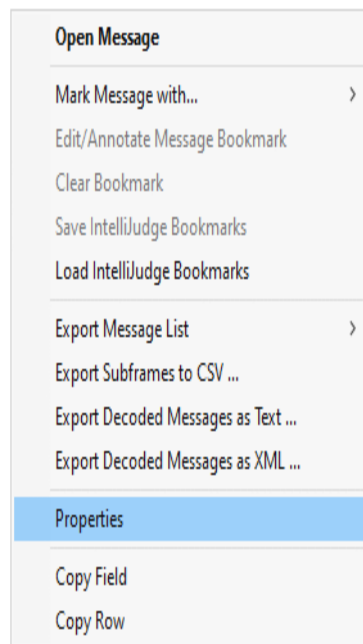 Open Message
Mark Message with...
Edit/Annotate Message Bookmark
Clear Bookmark
Save IntelliJudge Bookmarks
Load IntelliJudge Bookmarks
Export Message List
Export Subframes to CSV ...
Export Decoded Messages as Text ...
Export Decoded Messages as XML ...
Properties
Copy Field
Copy Row